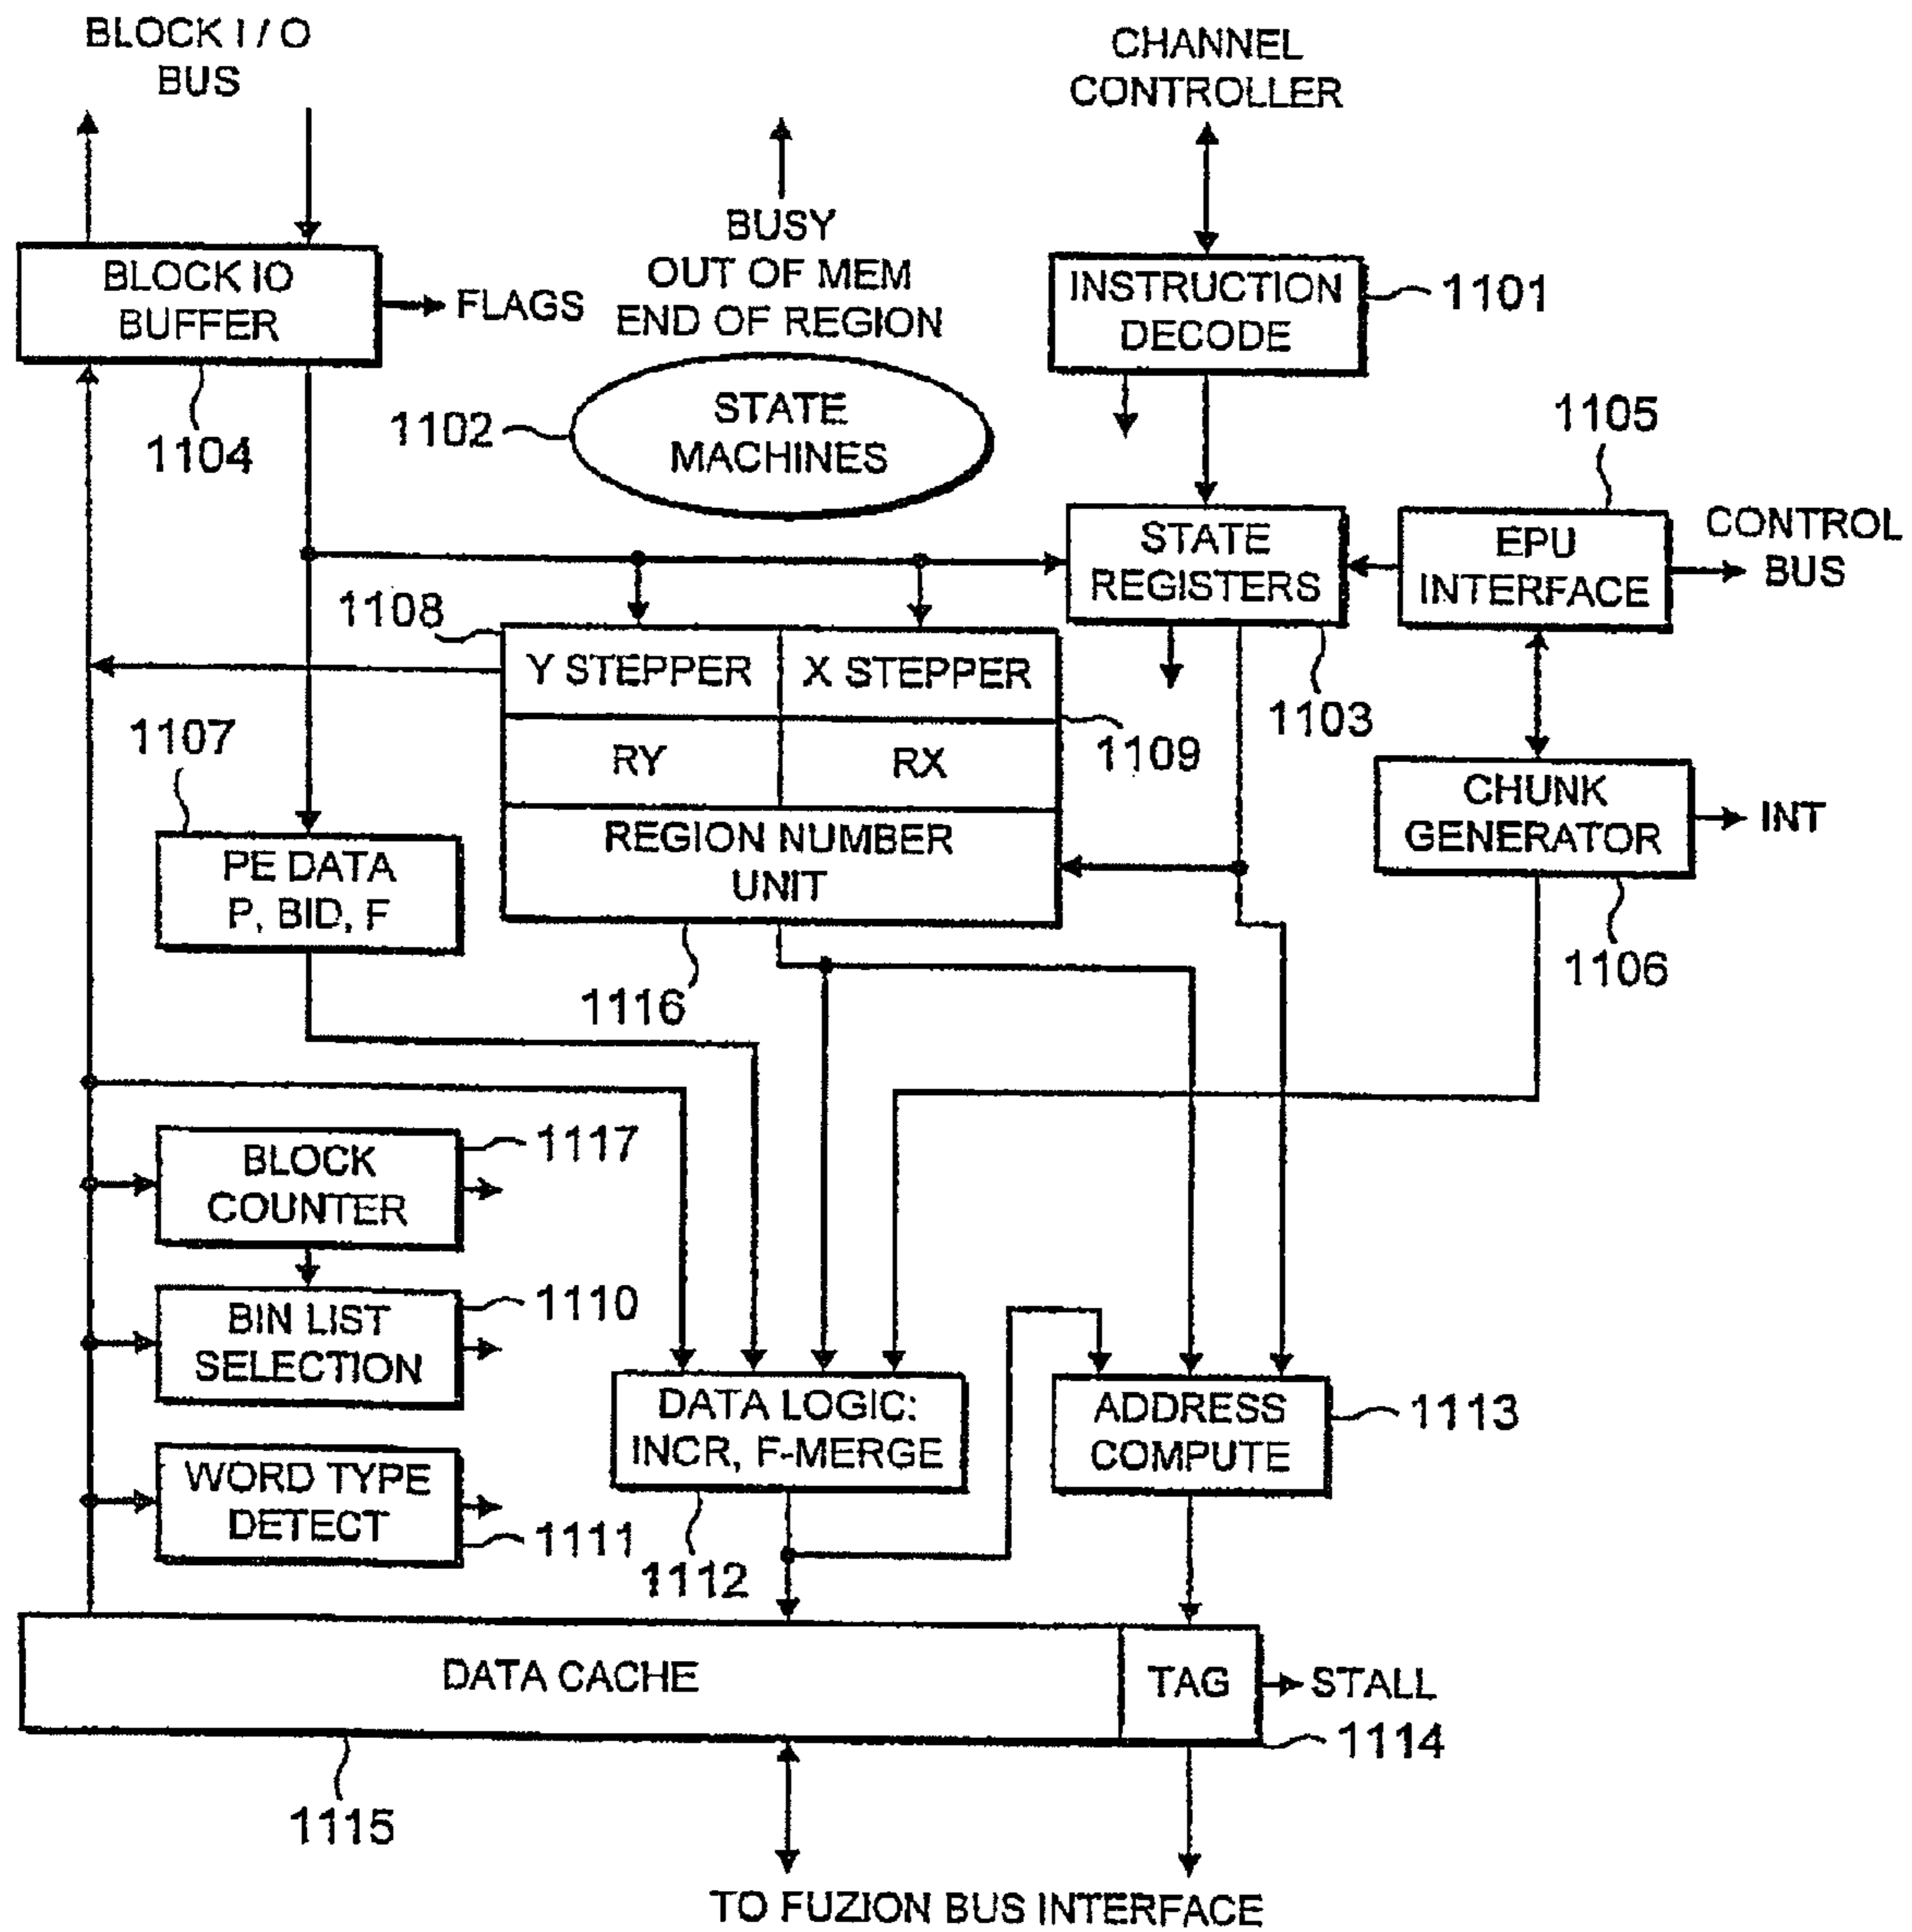 BLOCK I / O
BUS
CHANNEL
CONTROLLER
BUSY
OUT OF MEM
END OF REGION
BLOCK IO
BUFFER
FLAGS
INSTRUCTION
DECODE
1101
1104
1102
STATE
MACHINES
1105
STATE
REGISTERS
EPU
INTERFACE
CONTROL
BUS
1108
Y STEPPER
X STEPPER
1103
1107
RY
RX
1109
CHUNK
GENERATOR
INT
PE DATA
P, BID, F
REGION NUMBER
UNIT
1116
1106
BLOCK
COUNTER
1117
BIN LIST
SELECTION
1110
WORD TYPE
DETECT
1111
DATA LOGIC:
INCR, F-MERGE
1112
ADDRESS
COMPUTE
1113
DATA CACHE
TAG
STALL
1114
1115
TO FUZION BUS INTERFACE